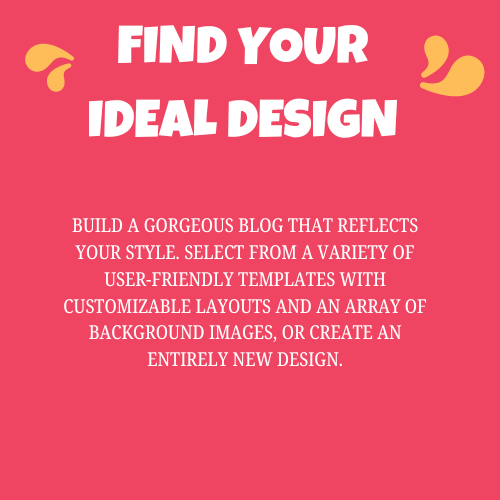 FIND YOUR
IDEAL DESIGN
BUILD A GORGEOUS BLOG THAT REFLECTS
YOUR STYLE. SELECT FROM A VARIETY OF
USER-FRIENDLY TEMPLATES WITH
CUSTOMIZABLE LAYOUTS AND AN ARRAY OF
BACKGROUND IMAGES, OR CREATE AN
ENTIRELY NEW DESIGN.